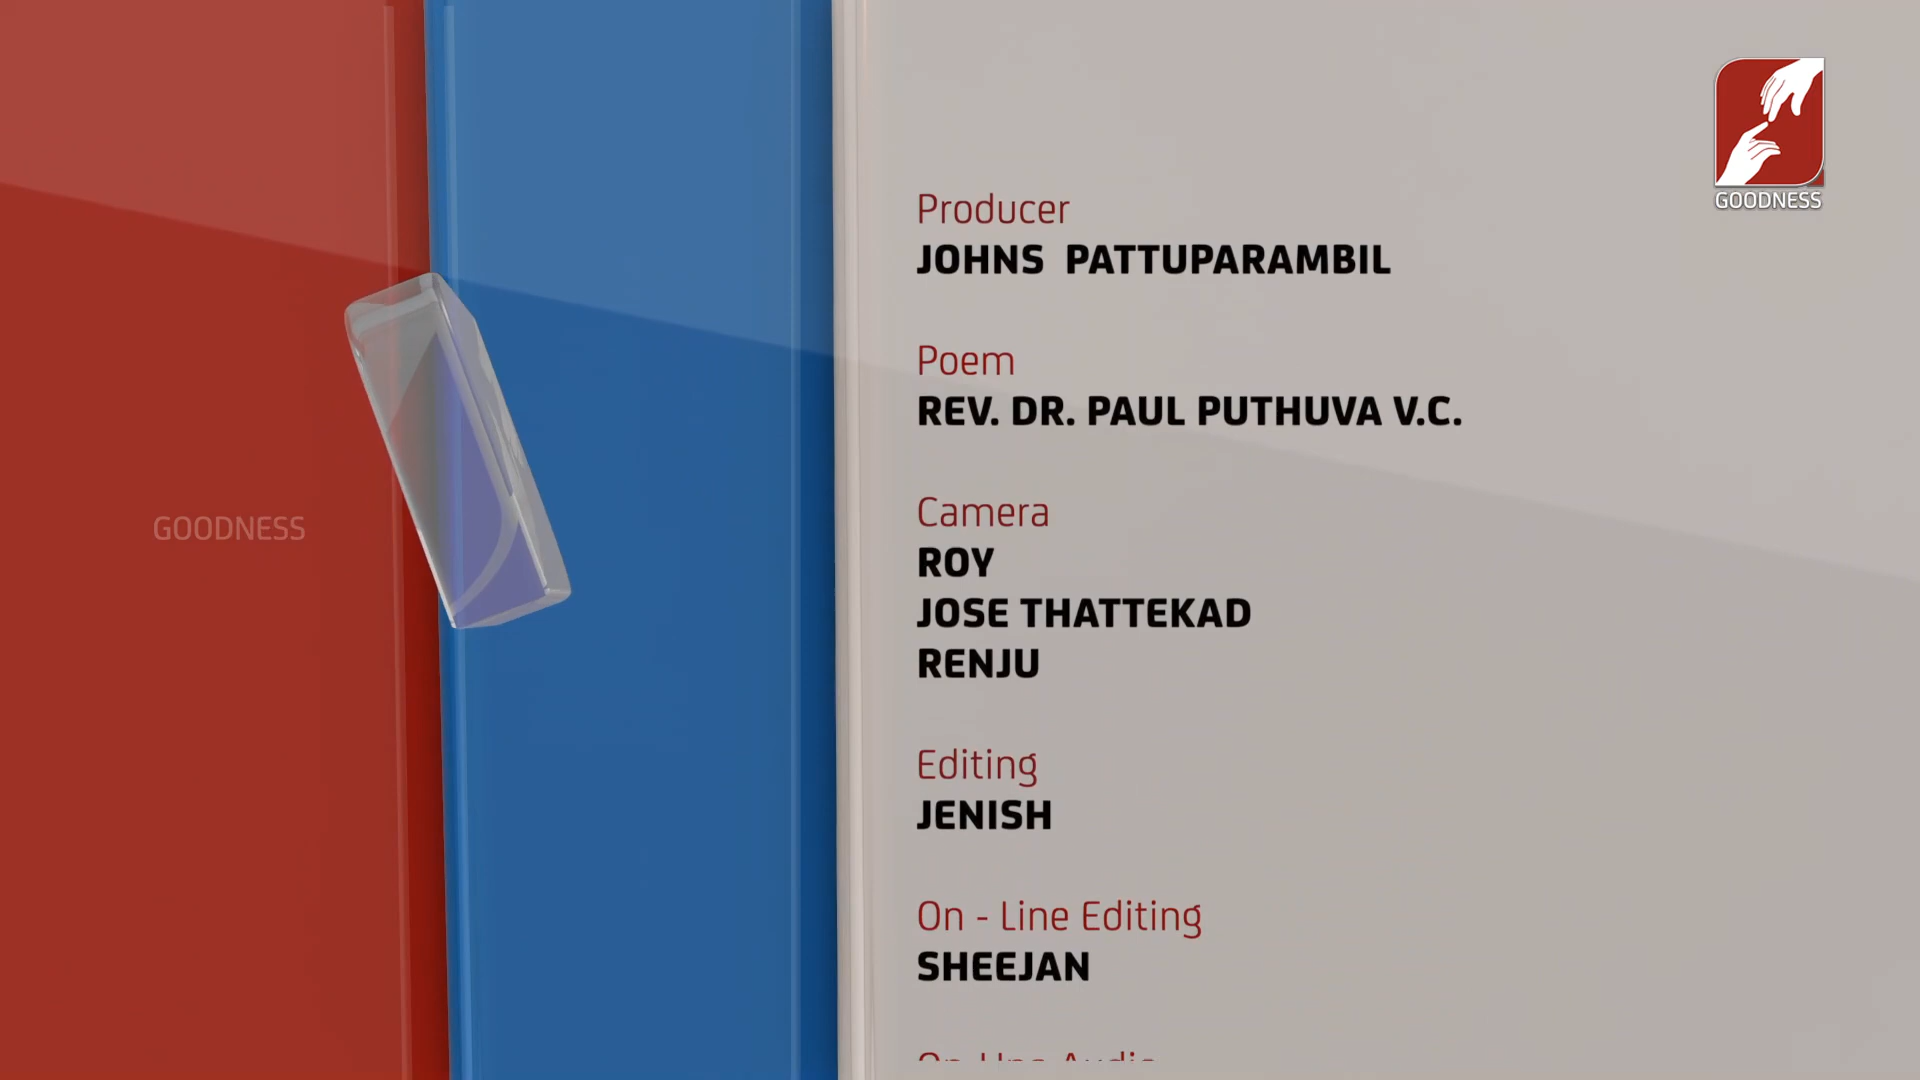 GOODNESS
Producer
JOHNS PATTUPARAMBIL
Poem
REV. DR. PAUL PUTHUVA V.C.
Camera
ROY
JOSE THATTEKAD
RENJU
GOODNESS
Editing
JENISH
On - Line Editing
SHEEJAN